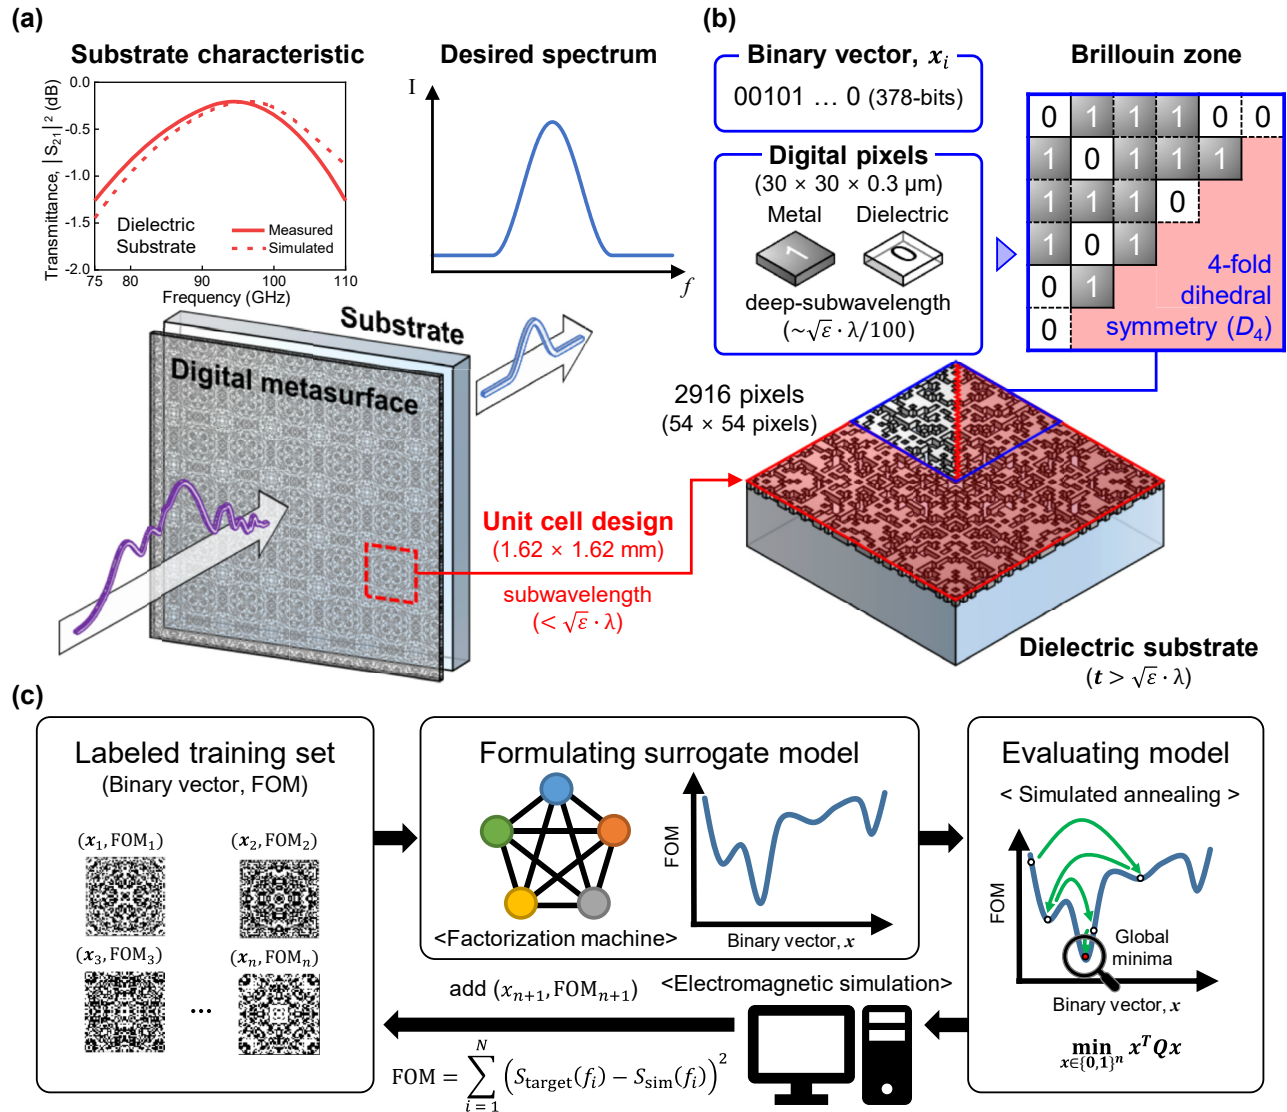 (a)
Substrate characteristic
Transmittance, |S21|² (dB)
0.0
-0.5
-1.0
-1.5
-2.0
Dielectric
Substrate
Measured
Simulated
75 80 90 100 110
Frequency (GHz)
Desired spectrum
I
f
Substrate
Digital metasurface
Unit cell design
(1.62 × 1.62 mm)
subwavelength
(< √ε · λ)
(b)
Binary vector, xᵢ
00101 … 0 (378-bits)
Digital pixels
(30 × 30 × 0.3 μm)
Metal Dielectric
1 0
deep-subwavelength
(~√ε · λ/100)
Brillouin zone
0 1 1 1 0 0
1 0 1 1 1
1 1 1 0
1 0 1
0 1
0
4-fold
dihedral
symmetry (D₄)
2916 pixels
(54 × 54 pixels)
Dielectric substrate
(t > √ε · λ)
(c)
Labeled training set
(Binary vector, FOM)
(x₁, FOM₁) (x₂, FOM₂)
(x₃, FOM₃) (xₙ, FOMₙ)
…
Formulating surrogate model
<Factorization machine>
FOM
Binary vector, x
Evaluating model
< Simulated annealing >
FOM
Global
minima
Binary vector, x
min x∈{0,1}ⁿ xᵀQx
<Electromagnetic simulation>
add (xₙ₊₁, FOMₙ₊₁)
FOM = ∑ᵢ₌₁ᴺ (Starget(fᵢ) − Ssim(fᵢ))²